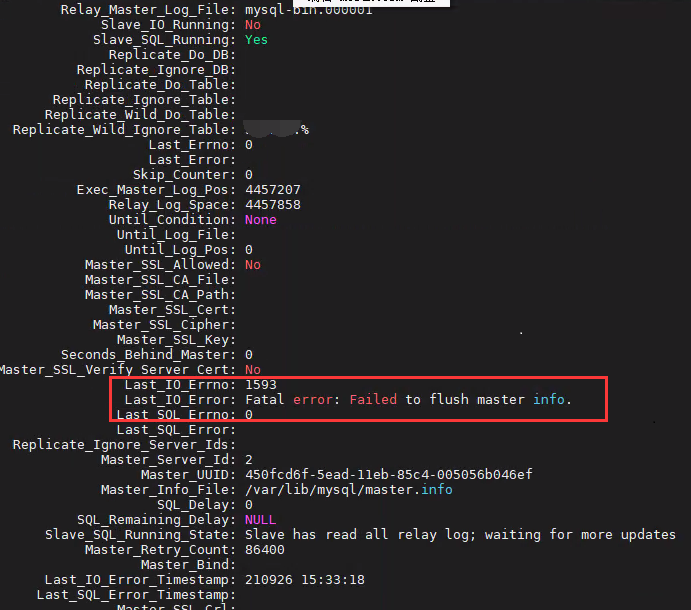 Relay_Master_Log_File: mysql-bin.000001
Slave_IO_Running: No
Slave_SQL_Running: Yes
Replicate_Do_DB:
Replicate_Ignore_DB:
Replicate_Do_Table:
Replicate_Ignore_Table:
Replicate_Wild_Do_Table:
Replicate_Wild_Ignore_Table: .%
Last_Errno: 0
Last_Error:
Skip_Counter: 0
Exec_Master_Log_Pos: 4457207
Relay_Log_Space: 4457858
Until_Condition: None
Until_Log_File:
Until_Log_Pos: 0
Master_SSL_Allowed: No
Master_SSL_CA_File:
Master_SSL_CA_Path:
Master_SSL_Cert:
Master_SSL_Cipher:
Master_SSL_Key:
Seconds_Behind_Master: 0
Master_SSL_Verify_Server_Cert: No
Last_IO_Errno: 1593
Last_IO_Error: Fatal error: Failed to flush master info.
Last_SQL_Errno: 0
Last_SQL_Error:
Replicate_Ignore_Server_Ids:
Master_Server_Id: 2
Master_UUID: 450fcd6f-5ead-11eb-85c4-005056b046ef
Master_Info_File: /var/lib/mysql/master.info
SQL_Delay: 0
SQL_Remaining_Delay: NULL
Slave_SQL_Running_State: Slave has read all relay log; waiting for more updates
Master_Retry_Count: 86400
Master_Bind:
Last_IO_Error_Timestamp: 210926 15:33:18
Last_SQL_Error_Timestamp:
Master_SSL_Crl: